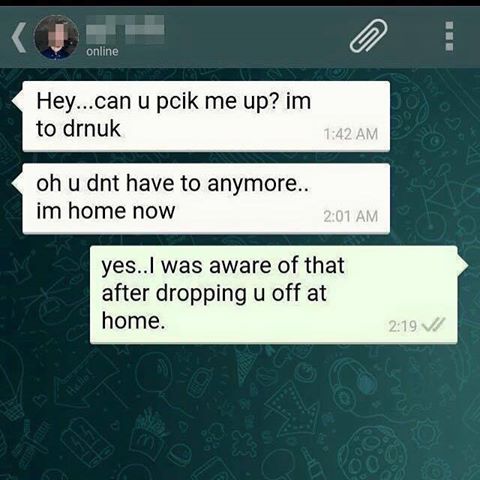 online
Hey...can u pcik me up? im
to drnuk
1:42 AM
oh u dnt have to anymore..
im home now
2:01 AM
yes..I was aware of that
after dropping u off at
home.
2:19